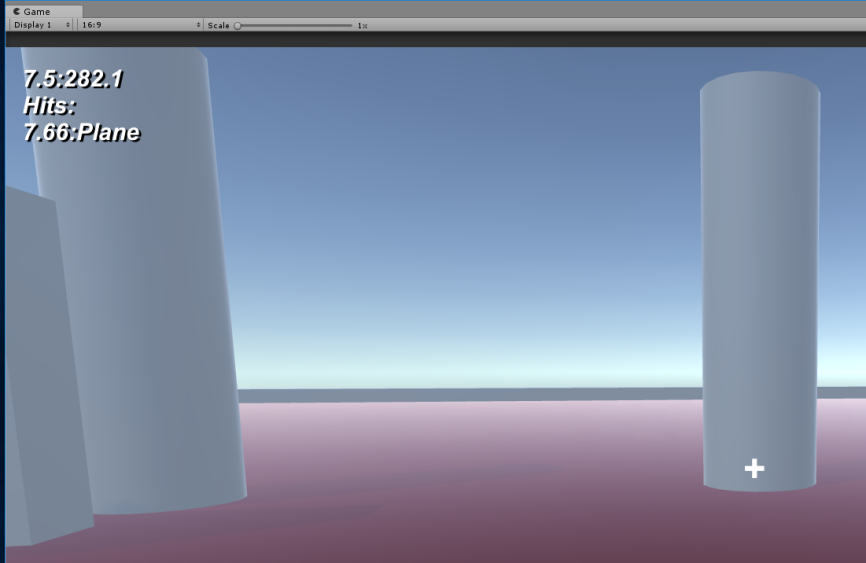 Game
Display 1 16:9 Scale 1x
7.5:282.1
Hits:
7.66:Plane